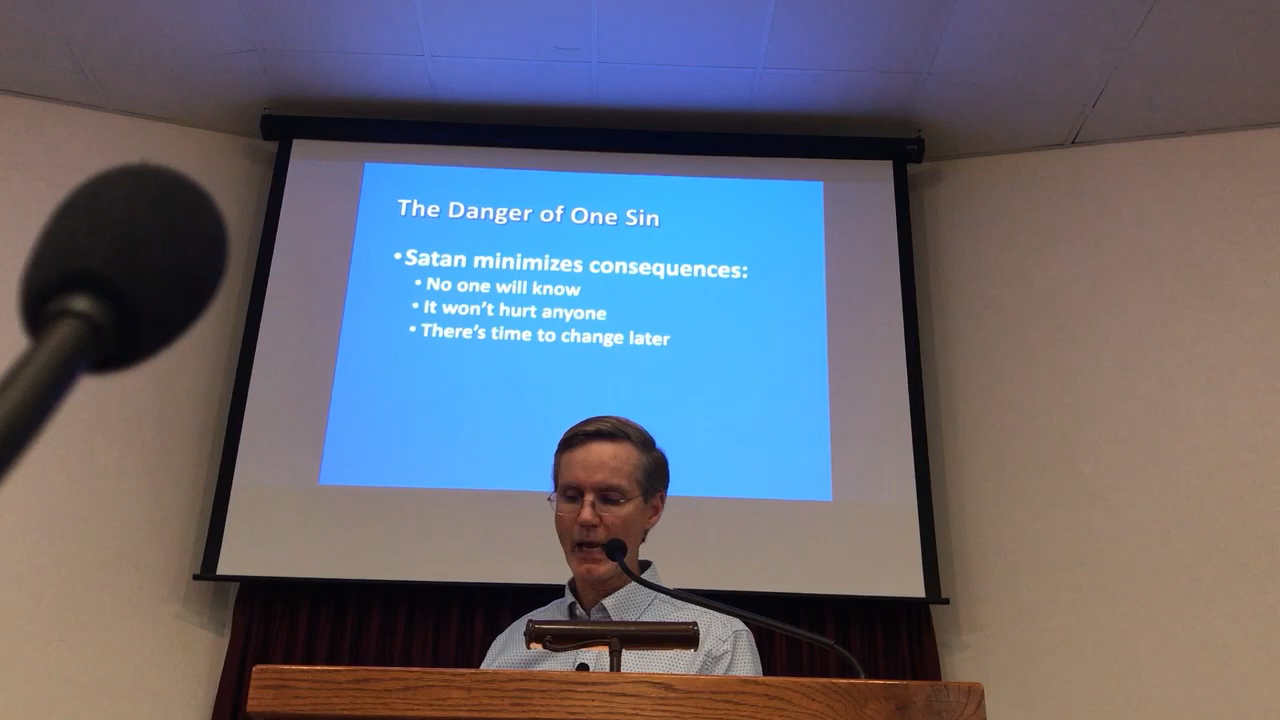 The Danger of One Sin
•Satan minimizes consequences:
• No one will know
• It won't hurt anyone
• There's time to change later